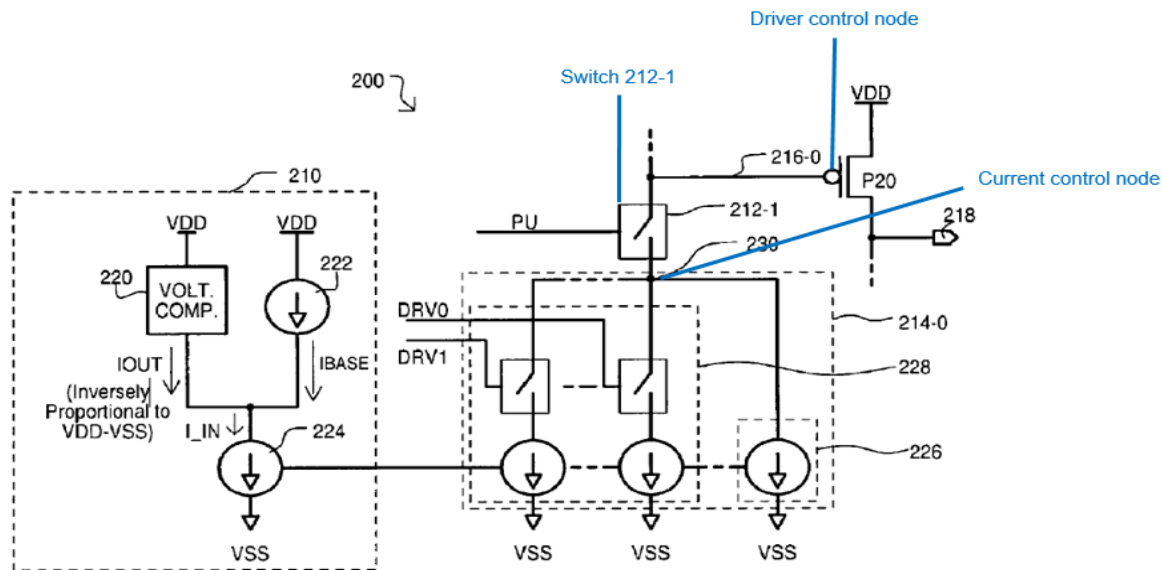 Driver control node
Switch 212-1
200
VDD
216-0
P20
Current control node
210
212-1
218
PU
VDD
VDD
230
220
VOLT.
COMP.
222
DRV0
214-0
DRV1
IOUT
IBASE
228
(Inversely
Proportional to
VDD-VSS)
I_IN
224
226
VSS
VSS
VSS
VSS